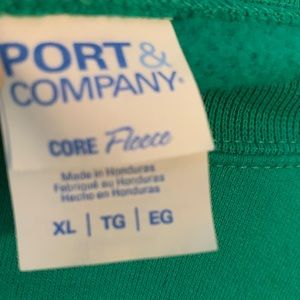 PORT &
COMPANY®
CORE Fleece
Made in Honduras
Fabriqué au Honduras
Hecho en Honduras
XL | TG | EG